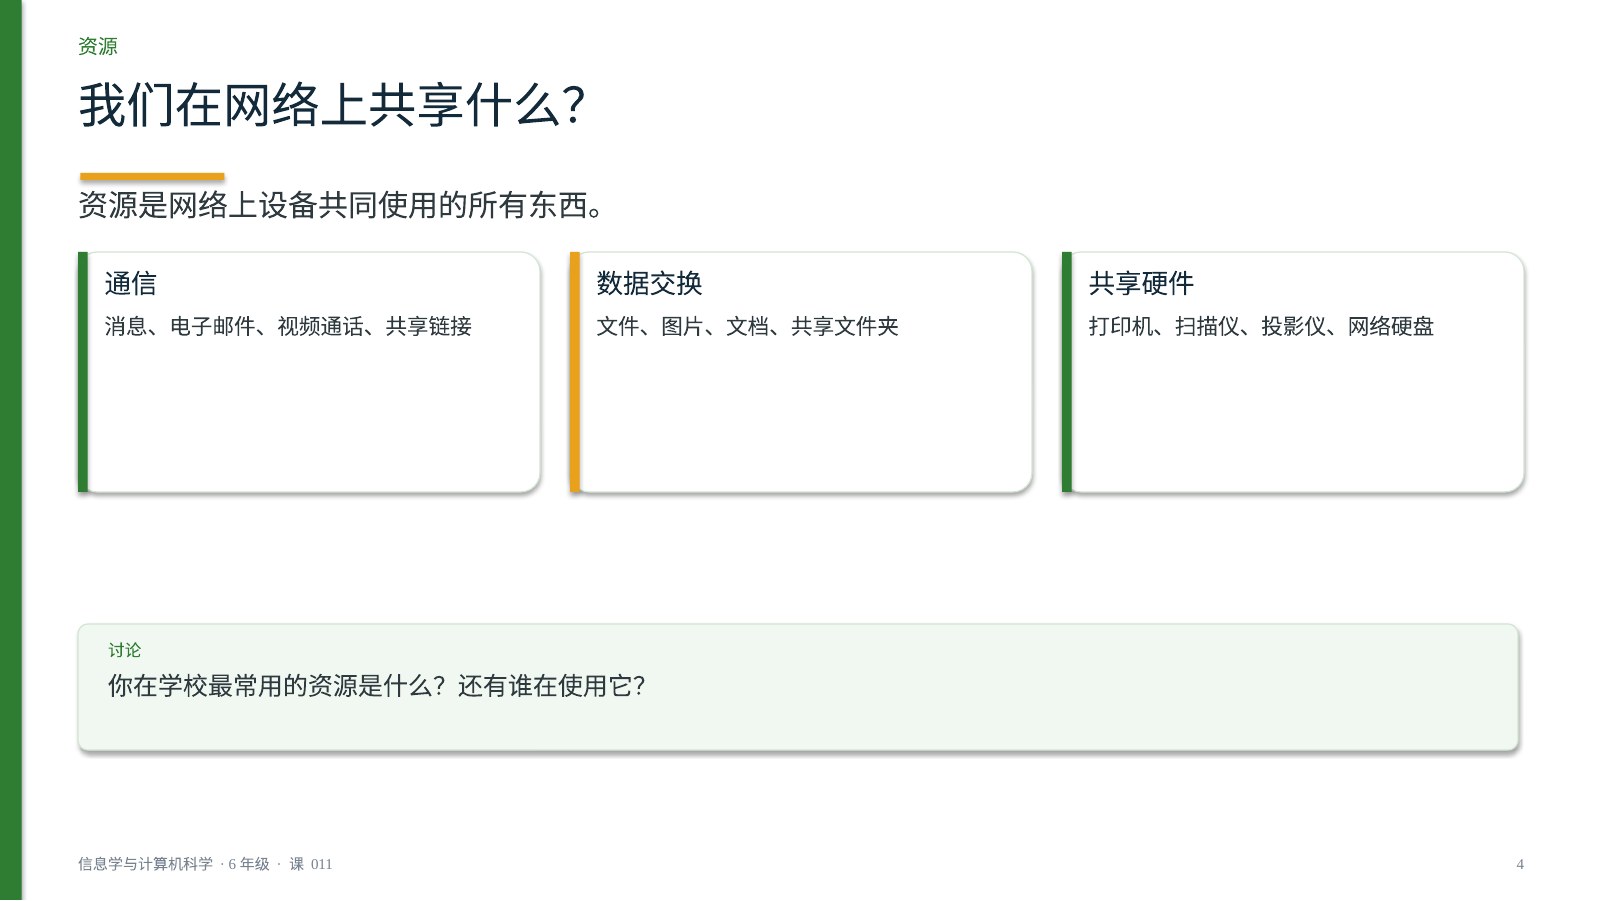 资源
我们在网络上共享什么？
资源是网络上设备共同使用的所有东西。
通信
消息、电子邮件、视频通话、共享链接
数据交换
文件、图片、文档、共享文件夹
共享硬件
打印机、扫描仪、投影仪、网络硬盘
讨论
你在学校最常用的资源是什么？还有谁在使用它？
信息学与计算机科学 · 6 年级 · 课 011
4